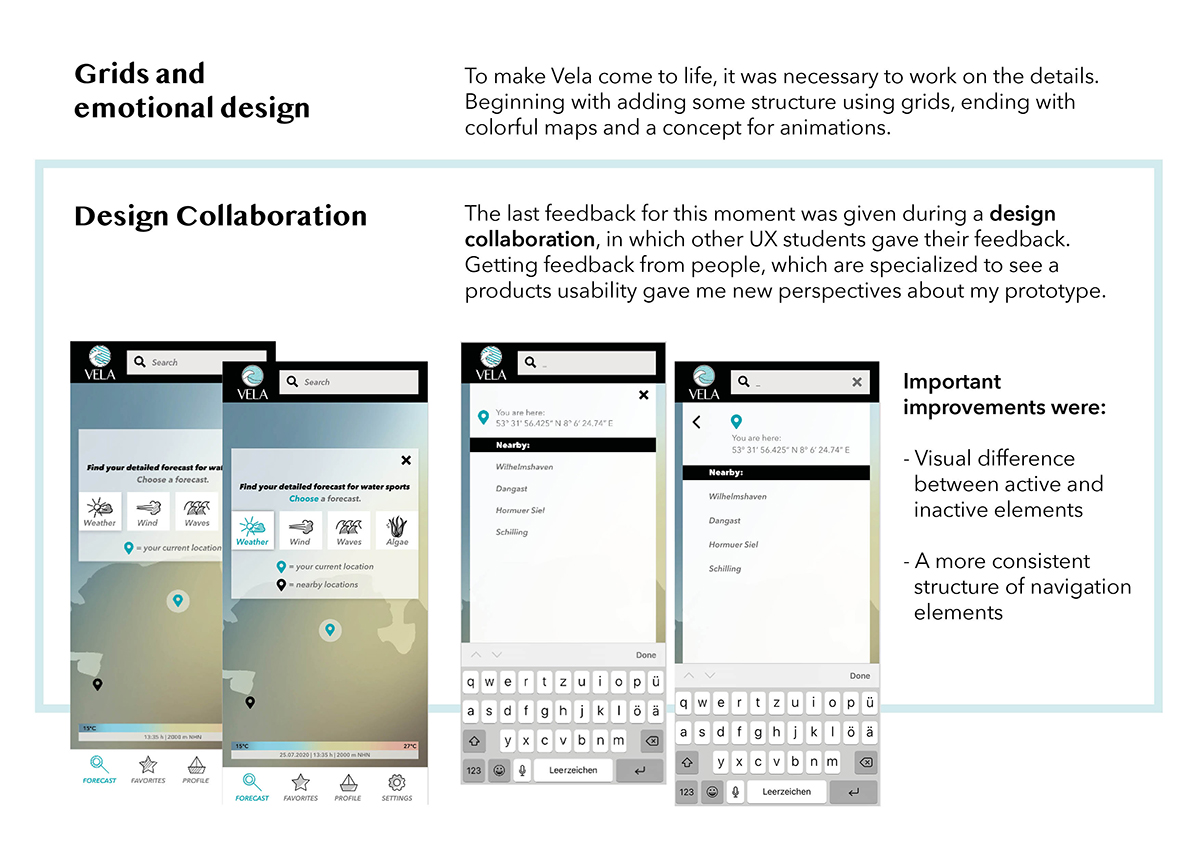 Grids and
emotional design
To make Vela come to life, it was necessary to work on the details.
Beginning with adding some structure using grids, ending with
colorful maps and a concept for animations.
Design Collaboration
The last feedback for this moment was given during a design
collaboration, in which other UX students gave their feedback.
Getting feedback from people, which are specialized to see a
products usability gave me new perspectives about my prototype.
VELA
Search
Find your detailed forecast for wat
Choose a forecast.
Weather
Wind
Waves
= your current location
15°C
13:35 h | 2000 m NHN
FORECAST
FAVORITES
PROFILE
VELA
Search
Find your detailed forecast for water sports
Choose a forecast.
Weather
Wind
Waves
Algae
= your current location
= nearby locations
15°C
27°C
25.07.2020 | 13:35 h | 2000 m NHN
FORECAST
FAVORITES
PROFILE
SETTINGS
VELA
_
You are here:
53° 31' 56.425" N 8° 6' 24.74" E
Nearby:
Wilhelmshaven
Dangast
Hormuer Siel
Schilling
Done
q w e r t z u i o p ü
a s d f g h j k l ö ä
y x c v b n m
123
Leerzeichen
VELA
_
You are here:
53° 31' 56.425" N 8° 6' 24.74" E
Nearby:
Wilhelmshaven
Dangast
Hormuer Siel
Schilling
Done
q w e r t z u i o p ü
a s d f g h j k l ö ä
y x c v b n m
123
Leerzeichen
Important
improvements were:
- Visual difference
between active and
inactive elements
- A more consistent
structure of navigation
elements